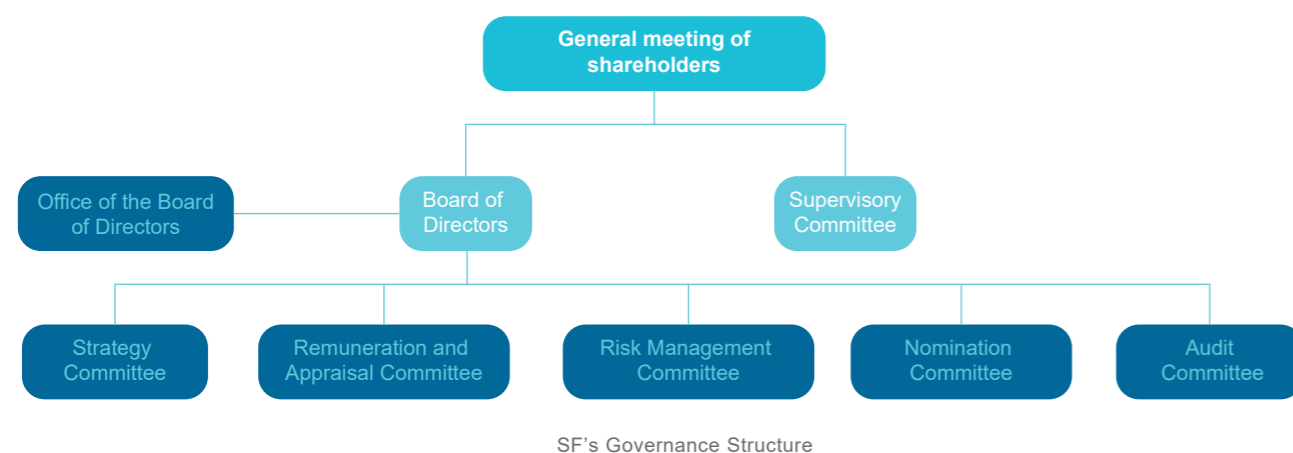 General meeting of
shareholders
Office of the Board
of Directors
Board of
Directors
Supervisory
Committee
Strategy
Committee
Remuneration and
Appraisal Committee
Risk Management
Committee
Nomination
Committee
Audit
Committee
SF’s Governance Structure